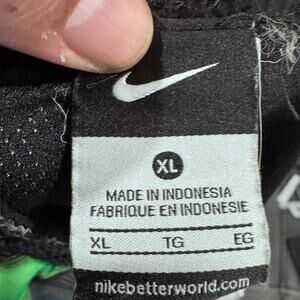 XL
MADE IN INDONESIA
FABRIQUE EN INDONESIE
XL TG EG
nikebetterworld.com